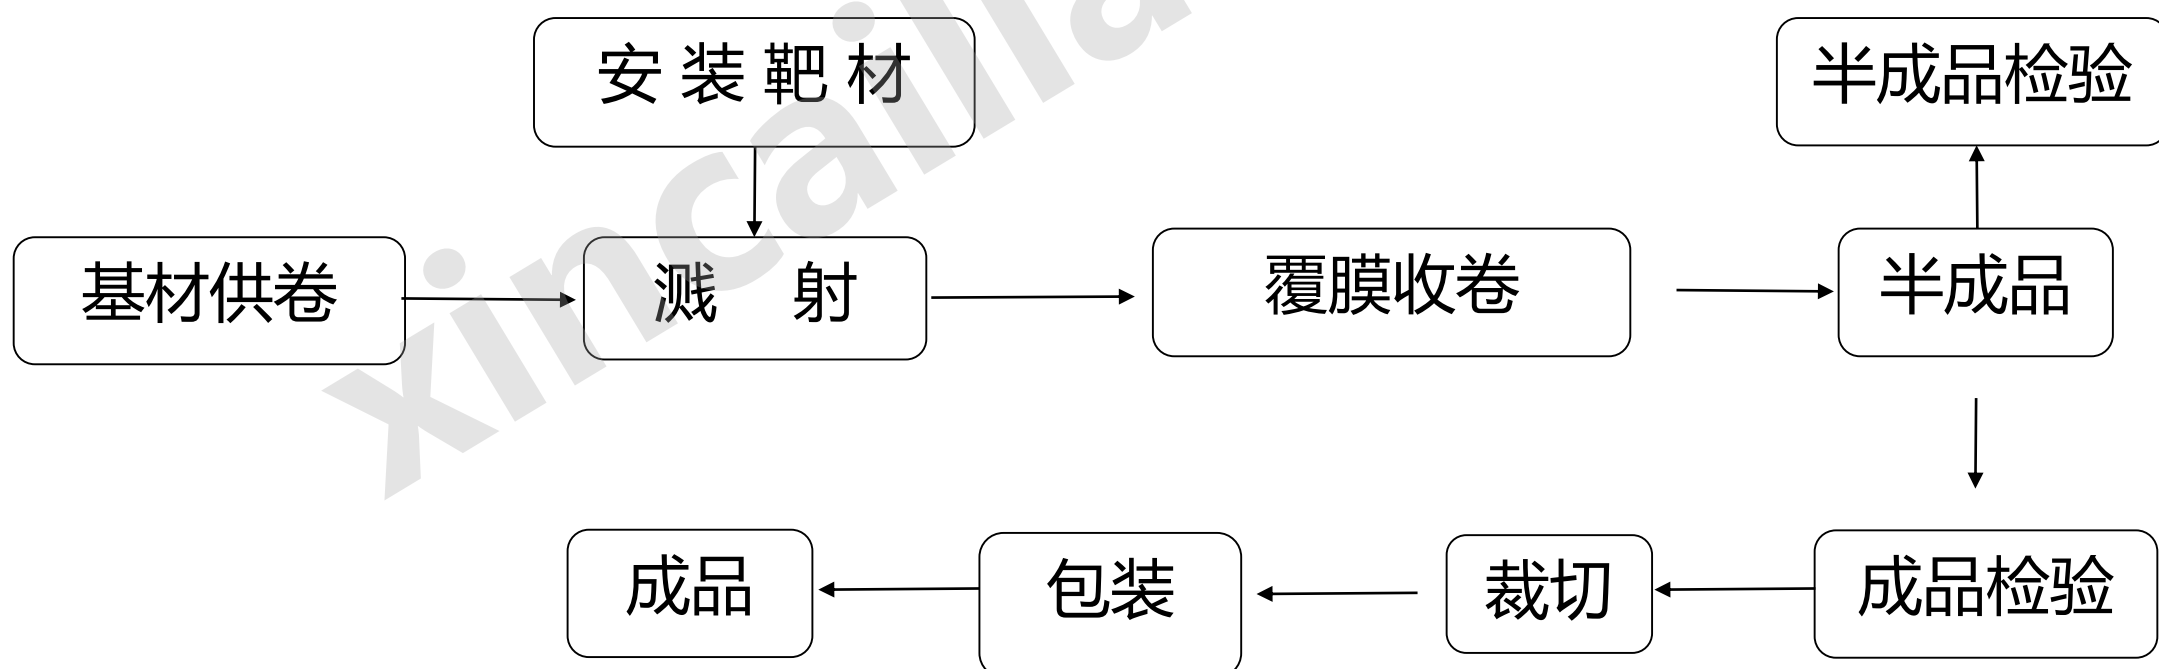 安 装 靶 材
半成品检验
基材供卷
溅 射
覆膜收卷
半成品
成品
包装
裁切
成品检验
xincailia